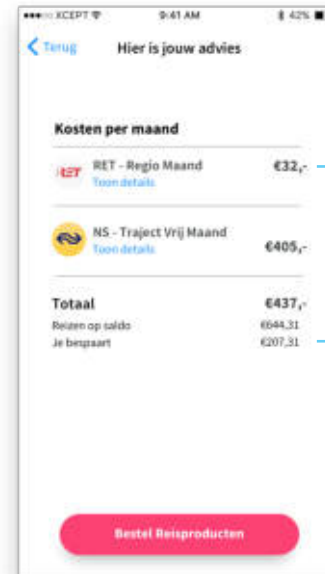 XCEPT 9:41 AM 42%
Terug Hier is jouw advies
Kosten per maand
RET RET - Regio Maand €32,-
Toon details
NS - Traject Vrij Maand
Toon details €405,-
Totaal €437,-
Reizen op saldo €644,31
Je bespaart €207,31
Bestel Reisproducten